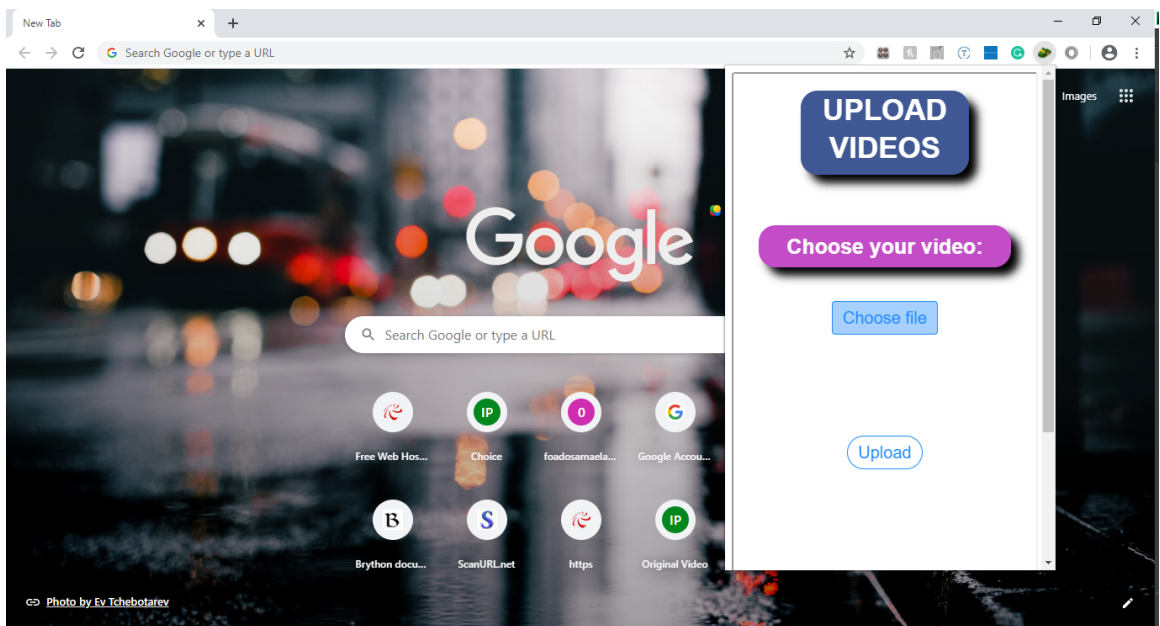 New Tab
Search Google or type a URL
Images
UPLOAD
VIDEOS
Choose your video:
Choose file
Upload
Google
Search Google or type a URL
IP
o
G
Free Web Hos...
Choice
foadosamaela...
Google Accou...
B
S
IP
Brython docu...
ScanURL.net
https
Original Video
Photo by Ev Tchebotarev